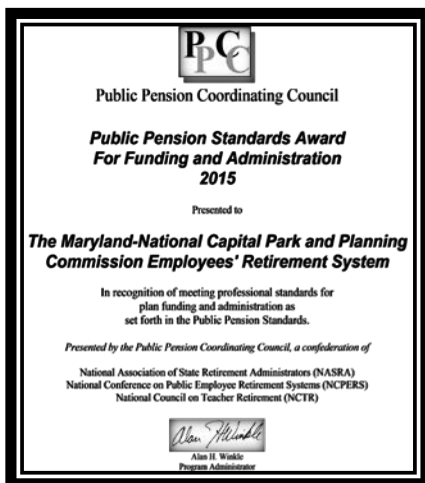 PPCC
Public Pension Coordinating Council
Public Pension Standards Award
For Funding and Administration
2015
Presented to
The Maryland-National Capital Park and Planning
Commission Employees' Retirement System
In recognition of meeting professional standards for
plan funding and administration as
set forth in the Public Pension Standards.
Presented by the Public Pension Coordinating Council, a confederation of
National Association of State Retirement Administrators (NASRA)
National Conference on Public Employee Retirement Systems (NCPERS)
National Council on Teacher Retirement (NCTR)
Alan H Winkle
Alan H. Winkle
Program Administrator